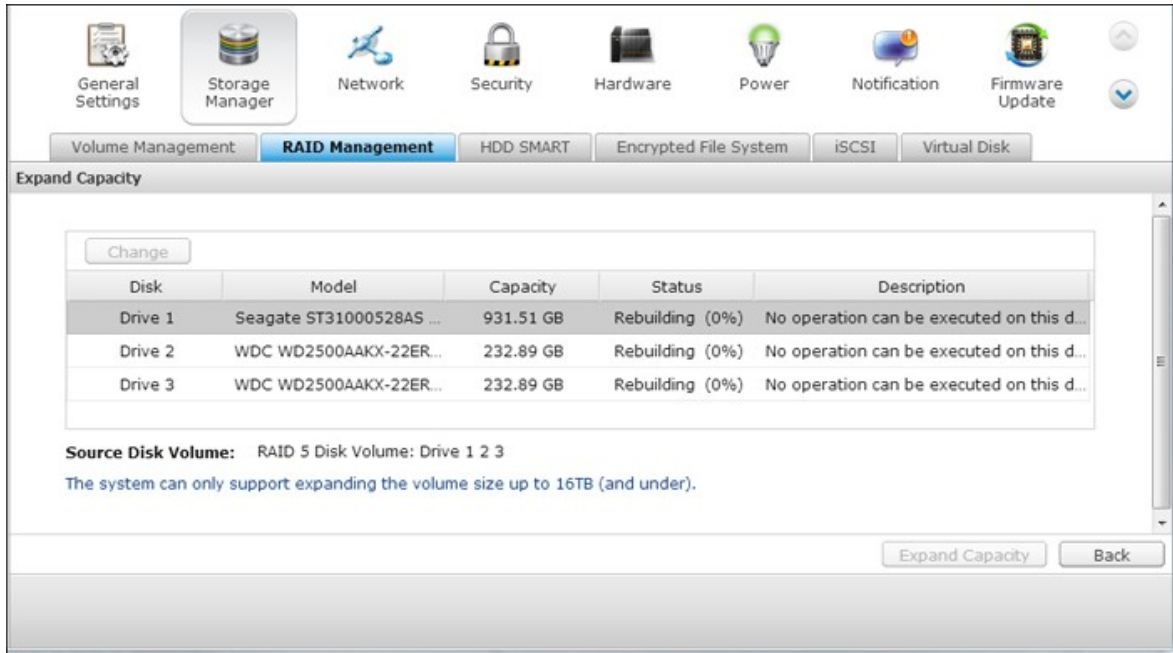 General Settings
Storage Manager
Network
Security
Hardware
Power
Notification
Firmware Update
Volume Management
RAID Management
HDD SMART
Encrypted File System
iSCSI
Virtual Disk
Expand Capacity
Change
Disk Model Capacity Status Description
Drive 1 Seagate ST31000528AS ... 931.51 GB Rebuilding (0%) No operation can be executed on this d...
Drive 2 WDC WD2500AAKX-22ER... 232.89 GB Rebuilding (0%) No operation can be executed on this d...
Drive 3 WDC WD2500AAKX-22ER... 232.89 GB Rebuilding (0%) No operation can be executed on this d...
Source Disk Volume: RAID 5 Disk Volume: Drive 1 2 3
The system can only support expanding the volume size up to 16TB (and under).
Expand Capacity Back